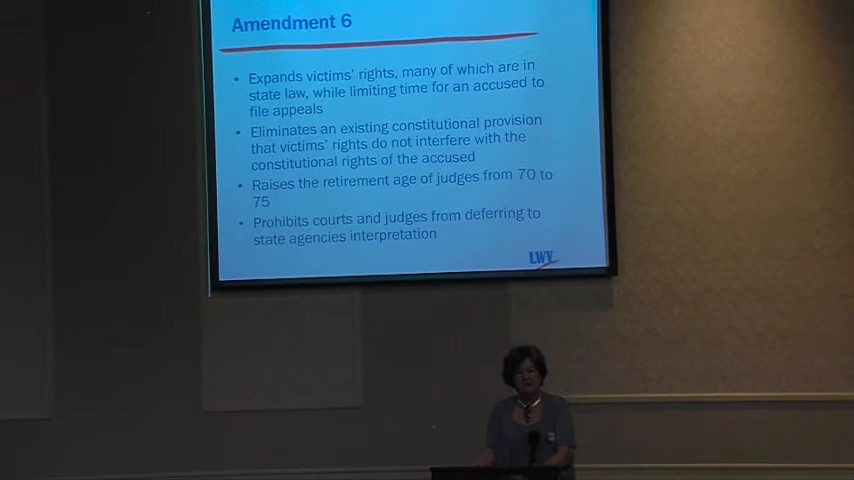 Amendment 6
• Expands victims' rights, many of which are in
state law, while limiting time for an accused to
file appeals
• Eliminates an existing constitutional provision
that victims' rights do not interfere with the
constitutional rights of the accused
• Raises the retirement age of judges from 70 to
75
• Prohibits courts and judges from deferring to
state agencies interpretation
LWV